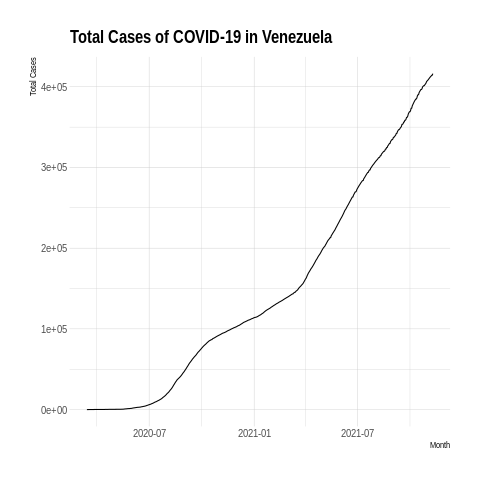 Total Cases of COVID-19 in Venezuela
Total Cases
4e+05
3e+05
2e+05
1e+05
0e+00
2020-07 2021-01 2021-07
Month